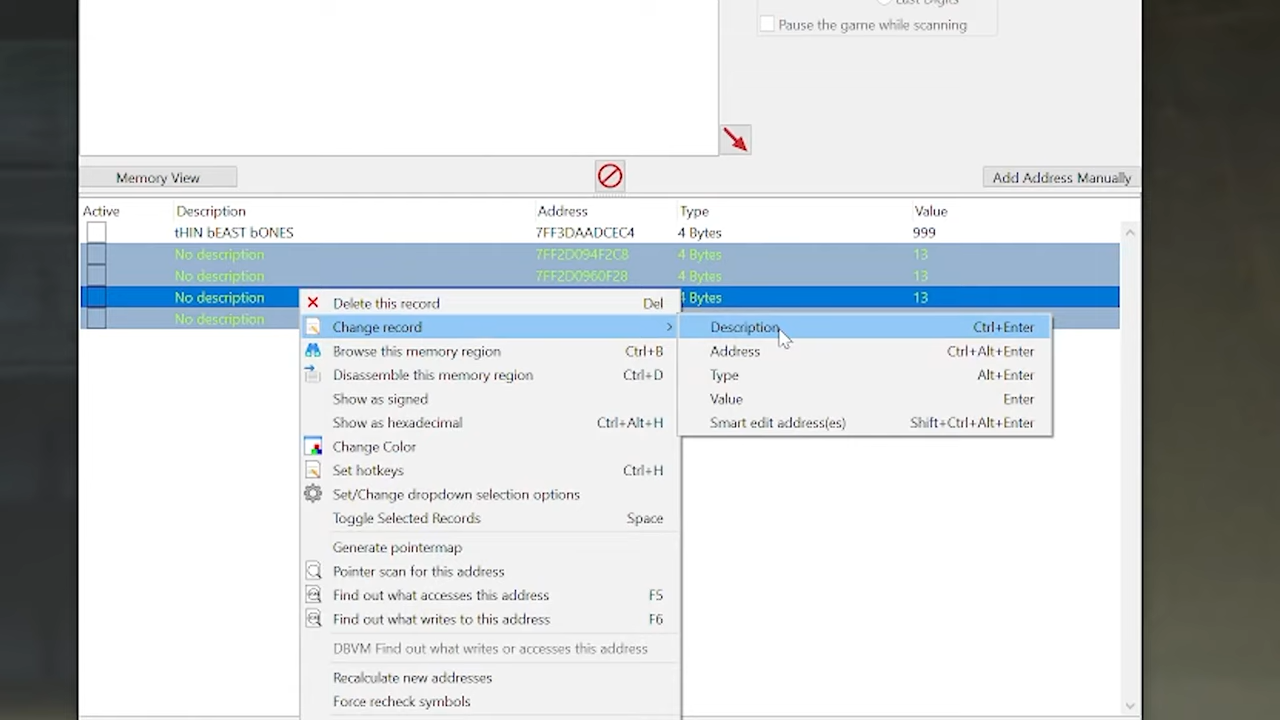 Pause the game while scanning
Memory View
Add Address Manually
Active Description Address Type Value
tHIN bEAST bONES 7FF3DAADCEC4 4 Bytes 999
No description 7FF2D094F2C8 4 Bytes 13
No description 7FF2D0960F28 4 Bytes 13
No description 4 Bytes 13
No description
Delete this record Del
Change record
Browse this memory region Ctrl+B
Disassemble this memory region Ctrl+D
Show as signed
Show as hexadecimal Ctrl+Alt+H
Change Color
Set hotkeys Ctrl+H
Set/Change dropdown selection options
Toggle Selected Records Space
Generate pointermap
Pointer scan for this address
Find out what accesses this address F5
Find out what writes to this address F6
DBVM Find out what writes or accesses this address
Recalculate new addresses
Force recheck symbols
Description Ctrl+Enter
Address Ctrl+Alt+Enter
Type Alt+Enter
Value Enter
Smart edit address(es) Shift+Ctrl+Alt+Enter